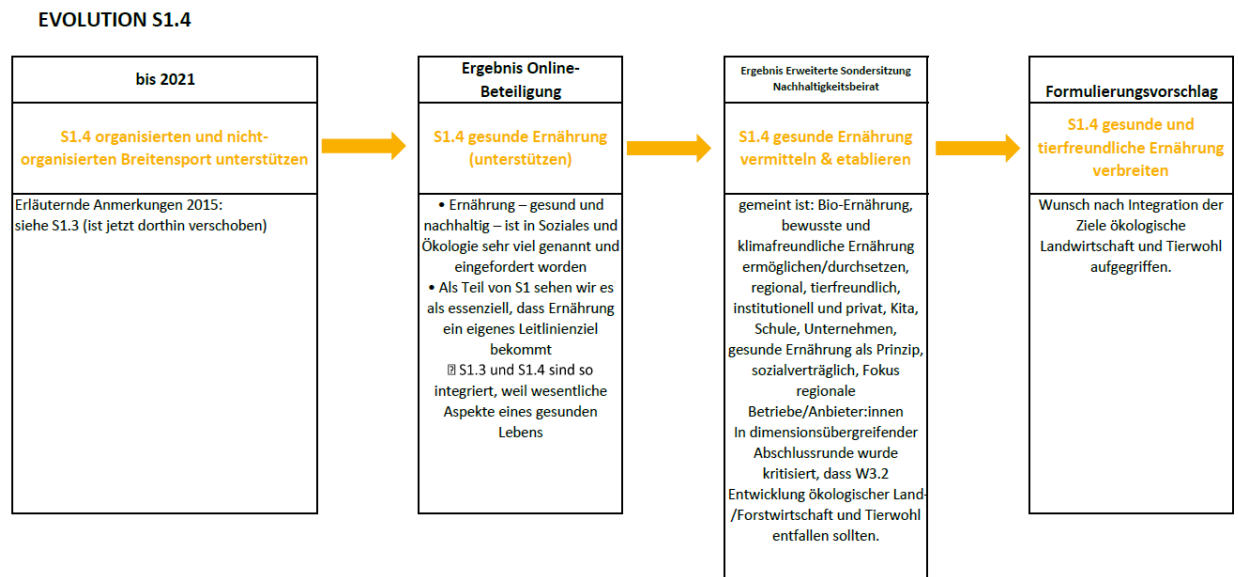 EVOLUTION S1.4
bis 2021
S1.4 organisierten und nicht-
organisierten Breitensport unterstützen
Erläuternde Anmerkungen 2015:
siehe S1.3 (ist jetzt dorthin verschoben)
Ergebnis Online-
Beteiligung
S1.4 gesunde Ernährung
(unterstützen)
• Ernährung – gesund und
nachhaltig – ist in Soziales und
Ökologie sehr viel genannt und
eingefordert worden
• Als Teil von S1 sehen wir es
als essenziell, dass Ernährung
ein eigenes Leitlinienziel
bekommt
S1.3 und S1.4 sind so
integriert, weil wesentliche
Aspekte eines gesunden
Lebens
Ergebnis Erweiterte Sondersitzung
Nachhaltigkeitsbeirat
S1.4 gesunde Ernährung
vermitteln & etablieren
gemeint ist: Bio-Ernährung,
bewusste und
klimafreundliche Ernährung
ermöglichen/durchsetzen,
regional, tierfreundlich,
institutionell und privat, Kita,
Schule, Unternehmen,
gesunde Ernährung als Prinzip,
sozialverträglich, Fokus
regionale
Betriebe/Anbieter:innen
In dimensionsübergreifender
Abschlussrunde wurde
kritisiert, dass W3.2
Entwicklung ökologischer Land-
/Forstwirtschaft und Tierwohl
entfallen sollten.
Formulierungsvorschlag
S1.4 gesunde und
tierfreundliche Ernährung
verbreiten
Wunsch nach Integration der
Ziele ökologische
Landwirtschaft und Tierwohl
aufgegriffen.